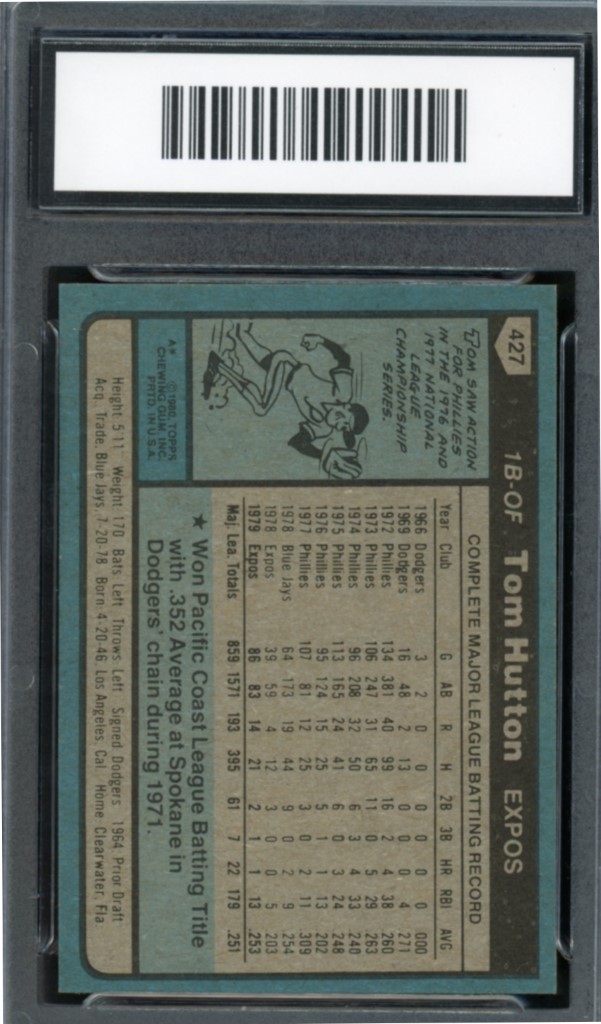 427
1B-OF Tom Hutton EXPOS
TOM SAW ACTION
FOR PHILLIES
IN THE 1976 AND
1977 NATIONAL
LEAGUE
CHAMPIONSHIP
SERIES.
A*
©1980, TOPPS
CHEWING GUM, INC.
PRTD. IN U.S.A.
COMPLETE MAJOR LEAGUE BATTING RECORD
Year Club G AB R H 2B 3B HR RBI AVG
1966 Dodgers 3 2 0 0 0 0 0 0 .000
1969 Dodgers 16 48 2 13 0 0 0 4 .271
1972 Phillies 134 381 40 99 16 2 4 38 .260
1973 Phillies 106 247 31 65 11 0 5 29 .263
1974 Phillies 96 208 32 50 6 3 4 33 .240
1975 Phillies 113 165 24 41 6 0 3 24 .248
1976 Phillies 95 124 15 25 5 1 1 13 .202
1977 Phillies 107 81 12 25 3 0 2 11 .309
1978 Blue Jays 64 173 19 44 9 0 2 9 .254
1978 Expos 39 59 4 12 3 0 0 5 .203
1979 Expos 86 83 14 21 2 1 1 13 .253
Maj. Lea. Totals 859 1571 193 395 61 7 22 179 .251
★ Won Pacific Coast League Batting Title
with .352 Average at Spokane in
Dodgers' chain during 1971.
Height: 5'11" Weight: 170 Bats: Left Throws: Left Signed: Dodgers, 1964, Prior Draft
Acq: Trade, Blue Jays, 7-20-78 Born: 4-20-46, Los Angeles, Cal. Home: Clearwater, Fla.